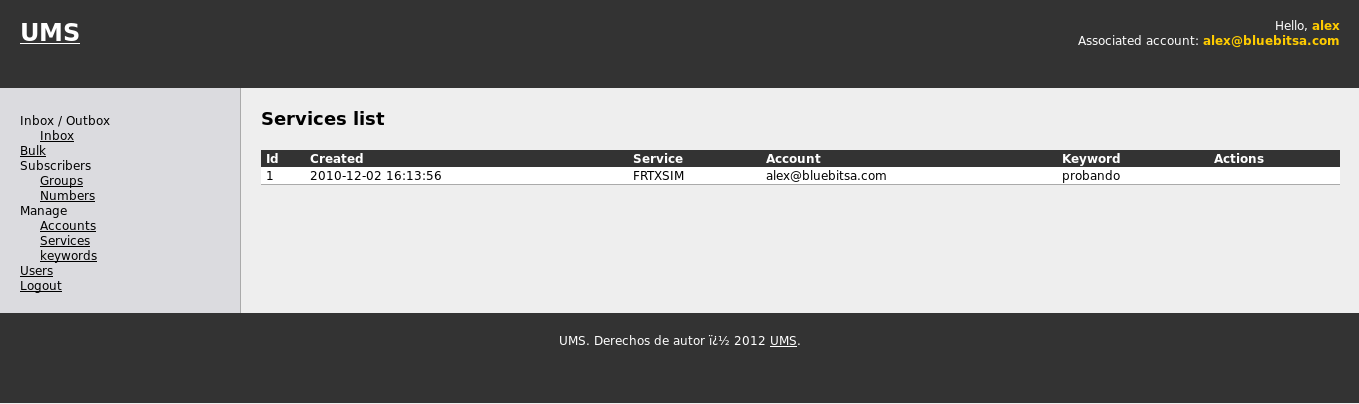 UMS
Hello, alex
Associated account: alex@bluebitsa.com
Inbox / Outbox
Inbox
Bulk
Subscribers
Groups
Numbers
Manage
Accounts
Services
keywords
Users
Logout
Services list
Id Created Service Account Keyword Actions
1 2010-12-02 16:13:56 FRTXSIM alex@bluebitsa.com probando
UMS. Derechos de autor ï¿½ 2012 UMS.